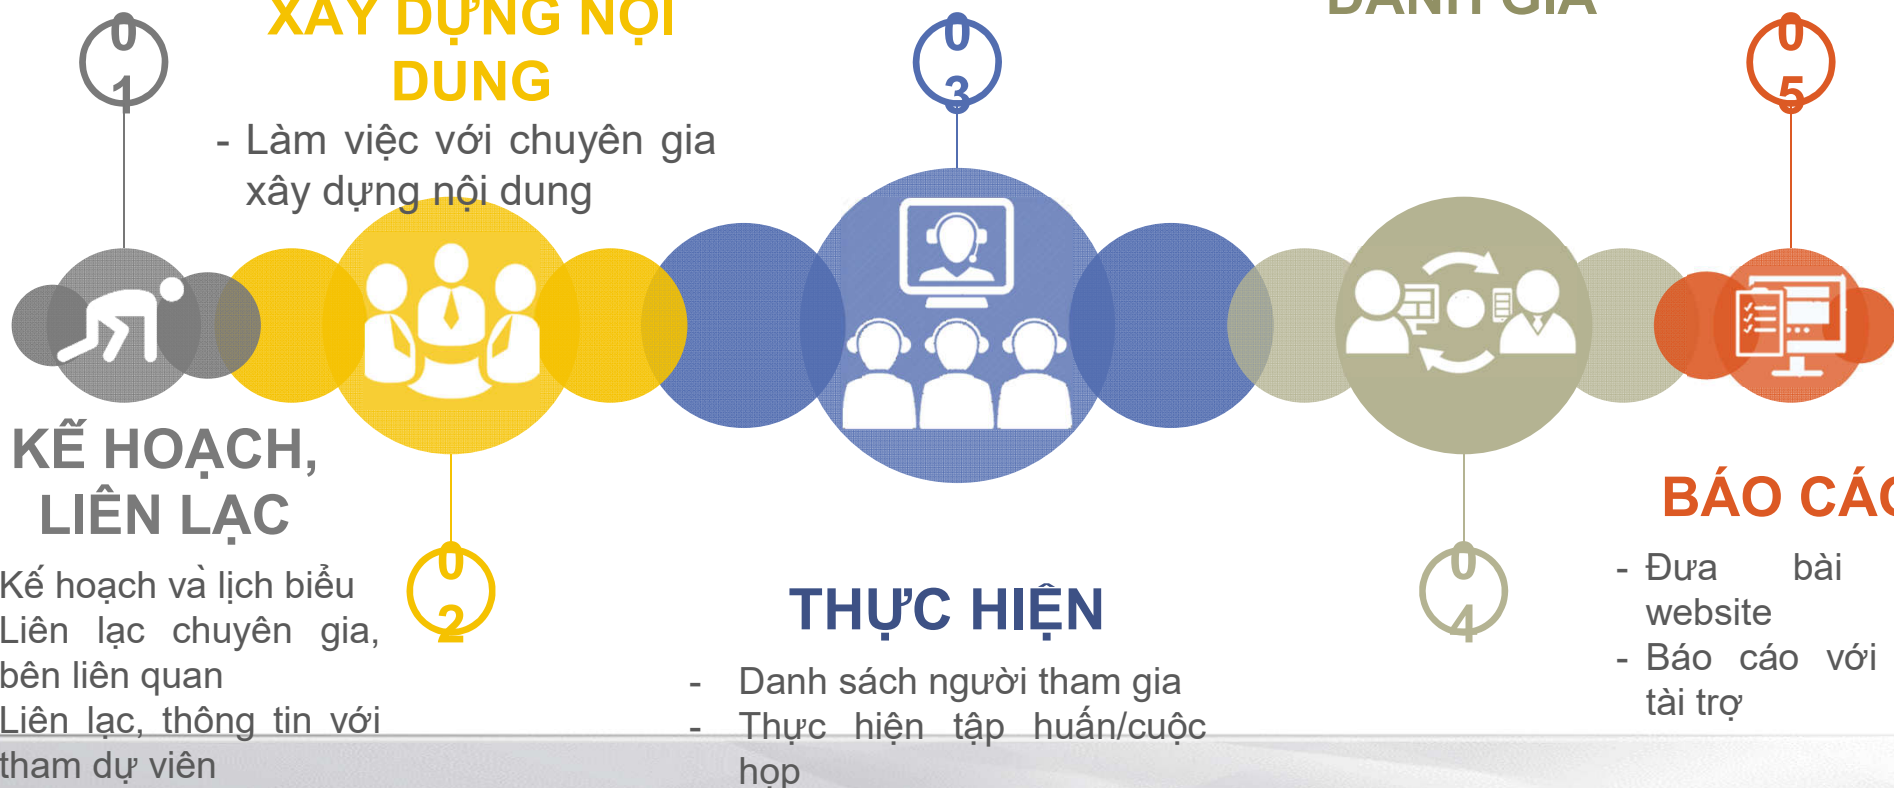 01
XÂY DỰNG NỘI
DUNG
- Làm việc với chuyên gia
xây dựng nội dung
03
ĐÁNH GIÁ
05
KẾ HOẠCH,
LIÊN LẠC
Kế hoạch và lịch biểu
Liên lạc chuyên gia,
bên liên quan
Liên lạc, thông tin với
tham dự viên
02
THỰC HIỆN
- Danh sách người tham gia
- Thực hiện tập huấn/cuộc
họp
04
BÁO CÁO
- Đưa bài
website
- Báo cáo với
tài trợ